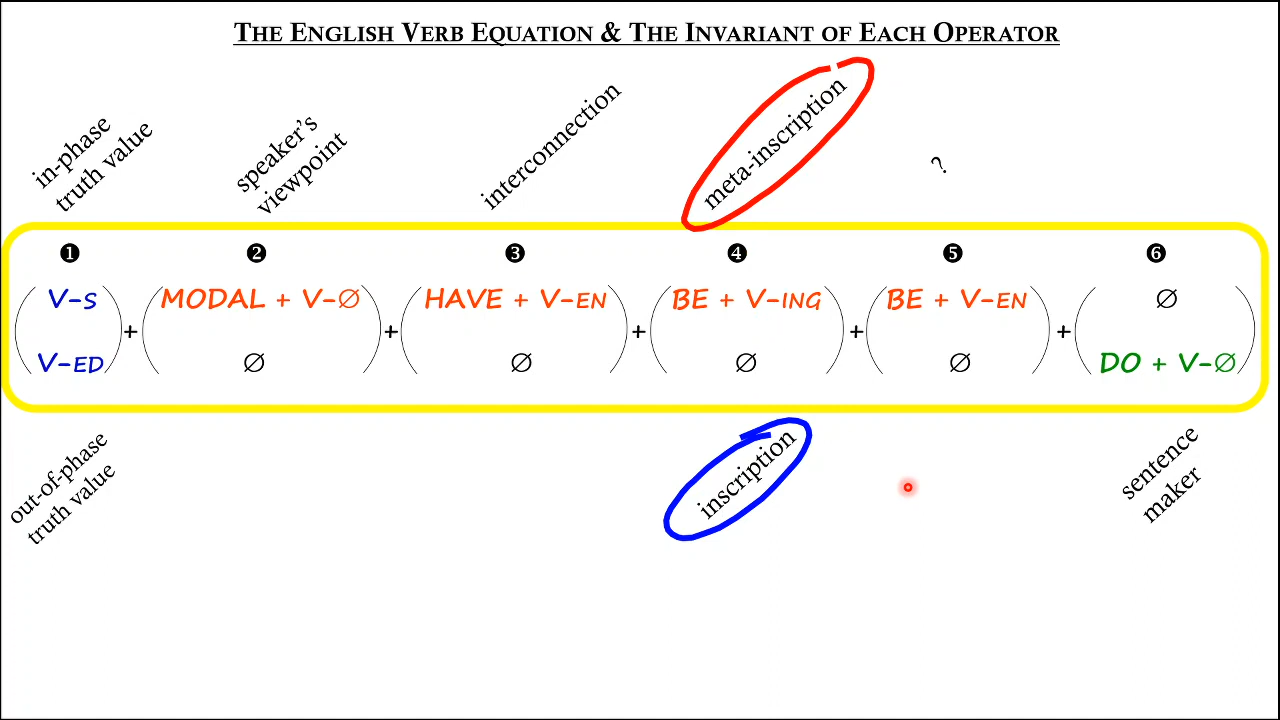 THE ENGLISH VERB EQUATION & THE INVARIANT OF EACH OPERATOR
in-phase
truth value
speaker's
viewpoint
interconnection
meta-inscription
?
❶ ❷ ❸ ❹ ❺ ❻
V-S MODAL + V-∅ HAVE + V-EN BE + V-ING BE + V-EN ∅
+ + + + +
V-ED ∅ ∅ ∅ ∅ DO + V-∅
out-of-phase
truth value
inscription
sentence
maker